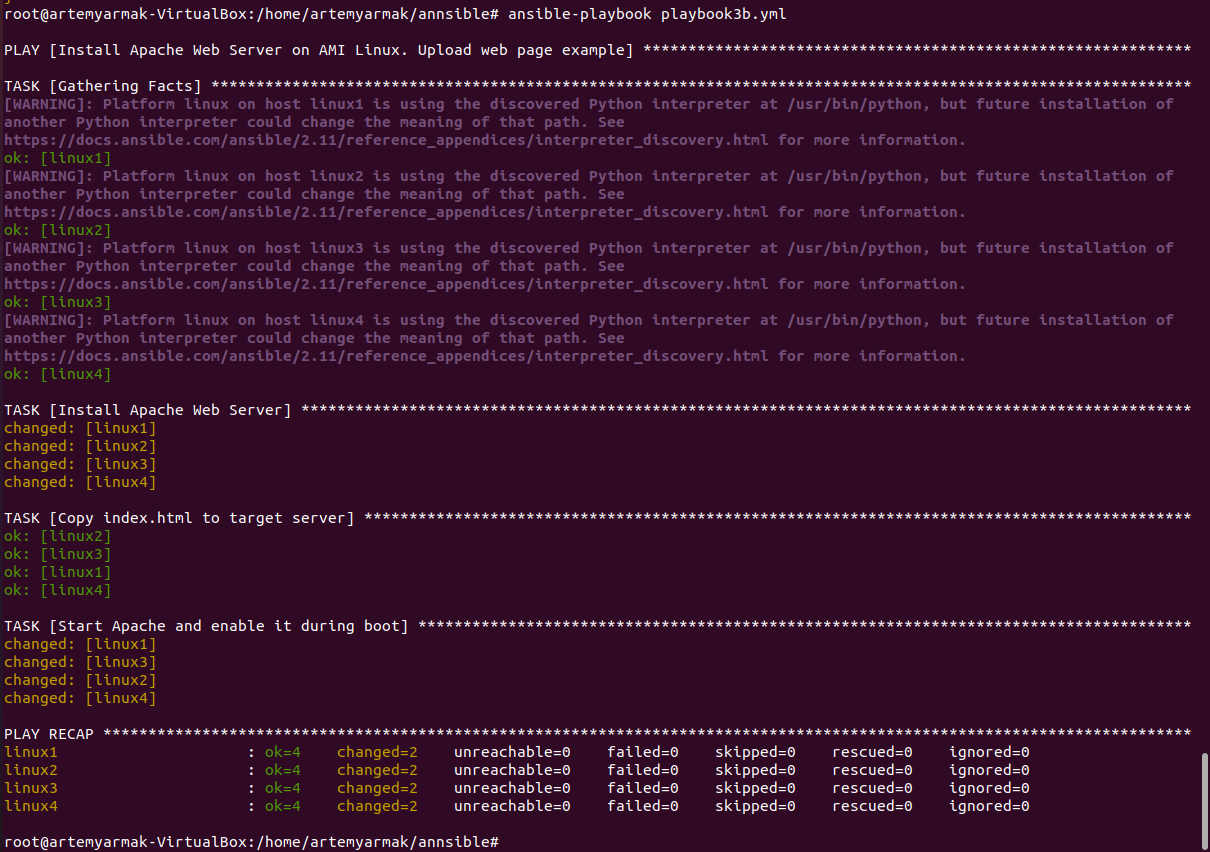 root@artemyarmak-VirtualBox:/home/artemyarmak/annsible# ansible-playbook playbook3b.yml
PLAY [Install Apache Web Server on AMI Linux. Upload web page example] *************************************************************
TASK [Gathering Facts] *************************************************************************************************************
[WARNING]: Platform linux on host linux1 is using the discovered Python interpreter at /usr/bin/python, but future installation of
another Python interpreter could change the meaning of that path. See
https://docs.ansible.com/ansible/2.11/reference_appendices/interpreter_discovery.html for more information.
ok: [linux1]
[WARNING]: Platform linux on host linux2 is using the discovered Python interpreter at /usr/bin/python, but future installation of
another Python interpreter could change the meaning of that path. See
https://docs.ansible.com/ansible/2.11/reference_appendices/interpreter_discovery.html for more information.
ok: [linux2]
[WARNING]: Platform linux on host linux3 is using the discovered Python interpreter at /usr/bin/python, but future installation of
another Python interpreter could change the meaning of that path. See
https://docs.ansible.com/ansible/2.11/reference_appendices/interpreter_discovery.html for more information.
ok: [linux3]
[WARNING]: Platform linux on host linux4 is using the discovered Python interpreter at /usr/bin/python, but future installation of
another Python interpreter could change the meaning of that path. See
https://docs.ansible.com/ansible/2.11/reference_appendices/interpreter_discovery.html for more information.
ok: [linux4]
TASK [Install Apache Web Server] ***************************************************************************************************
changed: [linux1]
changed: [linux2]
changed: [linux3]
changed: [linux4]
TASK [Copy index.html to target server] ********************************************************************************************
ok: [linux2]
ok: [linux3]
ok: [linux1]
ok: [linux4]
TASK [Start Apache and enable it during boot] **************************************************************************************
changed: [linux1]
changed: [linux3]
changed: [linux2]
changed: [linux4]
PLAY RECAP *************************************************************************************************************************
linux1                     : ok=4    changed=2    unreachable=0    failed=0    skipped=0    rescued=0    ignored=0
linux2                     : ok=4    changed=2    unreachable=0    failed=0    skipped=0    rescued=0    ignored=0
linux3                     : ok=4    changed=2    unreachable=0    failed=0    skipped=0    rescued=0    ignored=0
linux4                     : ok=4    changed=2    unreachable=0    failed=0    skipped=0    rescued=0    ignored=0
root@artemyarmak-VirtualBox:/home/artemyarmak/annsible#